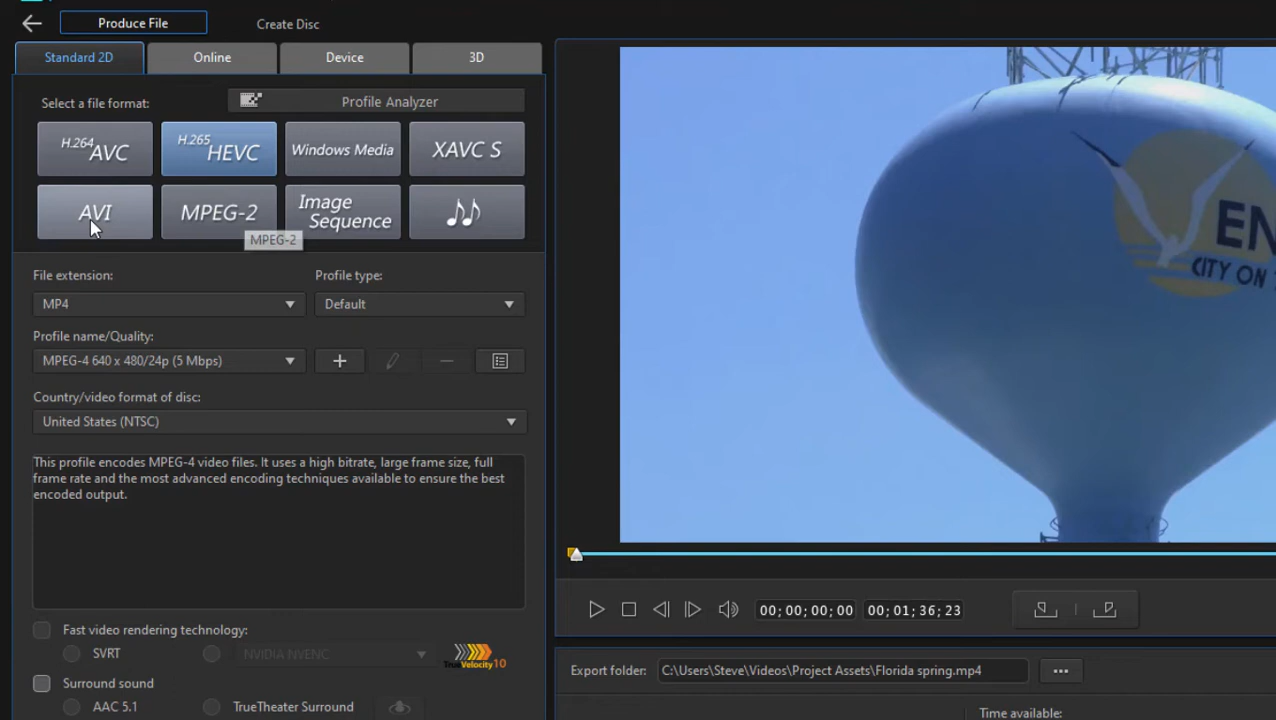 Produce File
Create Disc
Standard 2D
Online
Device
3D
Select a file format:
Profile Analyzer
H.264 AVC
H.265 HEVC
Windows Media
XAVC S
AVI
MPEG-2
Image Sequence
MPEG-2
File extension:
Profile type:
MP4
Default
Profile name/Quality:
MPEG-4 640 x 480/24p (5 Mbps)
Country/video format of disc:
United States (NTSC)
This profile encodes MPEG-4 video files. It uses a high bitrate, large frame size, full
frame rate and the most advanced encoding techniques available to ensure the best
encoded output.
Fast video rendering technology:
SVRT
NVIDIA NVENC
TrueVelocity 10
Surround sound
AAC 5.1
TrueTheater Surround
EN
CITY ON
00; 00; 00; 00
00; 01; 36; 23
Export folder:
C:\Users\Steve\Videos\Project Assets\Florida spring.mp4
Time available: